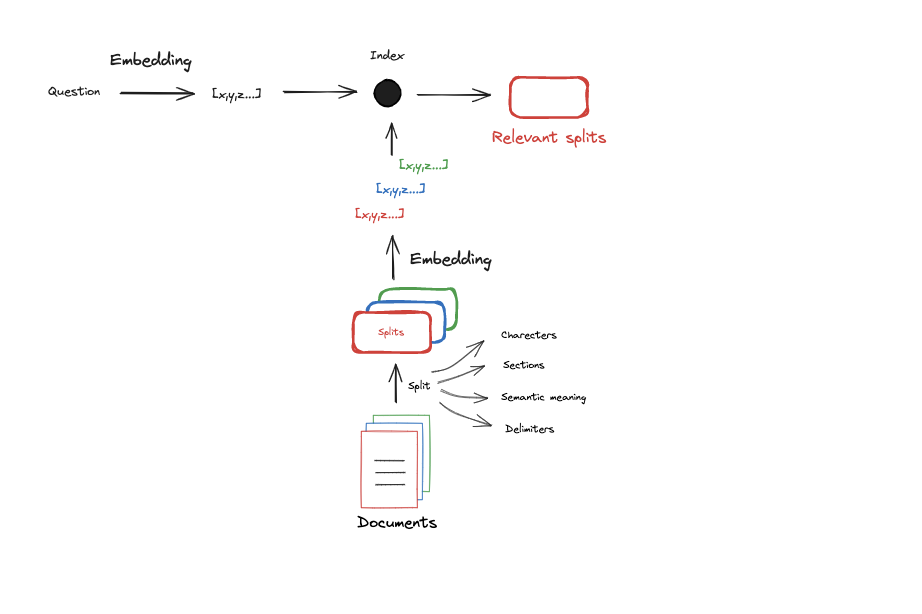 Index
Embedding
Question
[x,y,z...]
Relevant splits
[x,y,z...]
[x,y,z...]
[x,y,z...]
Embedding
Splits
Charecters
Sections
Split
Semantic meaning
Delimiters
Documents